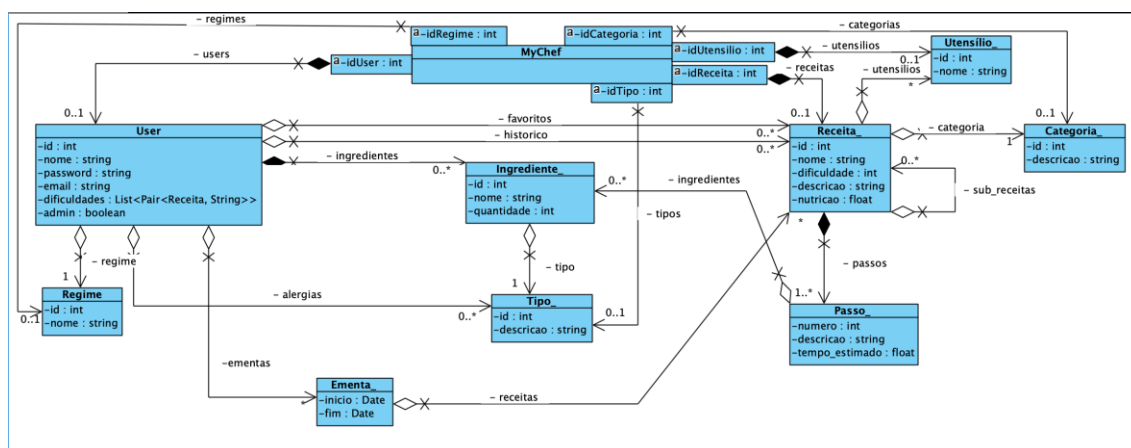 – regimes
– categorias
a –idRegime : int
a –idCategoria : int
MyChef
– users
a –idUser : int
a –idUtensilio : int
– utensilios
Utensílio_
–id : int
–nome : string
a –idReceita : int
– receitas
a –idTipo : int
0..1
– utensílios
*
0..1
0..1
0..1
User
–id : int
–nome : string
–password : string
–email : string
–dificuldades : List<Pair<Receita, String>>
–admin : boolean
– favoritos
0..*
– historico
0..*
– ingredientes
0..*
Receita_
–id : int
–nome : string
–dificuldade : int
–descricao : string
–nutricao : float
– categoria
1
Categoria_
–id : int
–descricao : string
0..*
– sub_receitas
Ingrediente_
–id : int
–nome : string
–quantidade : int
0..*
– ingredientes
– tipos
*
– regime
1
– tipo
1
– passos
1..*
Regime
–id : int
–nome : string
0..1
– alergias
0..*
Tipo_
–id : int
–descricao : string
0..1
Passo_
–numero : int
–descricao : string
–tempo_estimado : float
–ementas
Ementa_
–inicio : Date
–fim : Date
– receitas